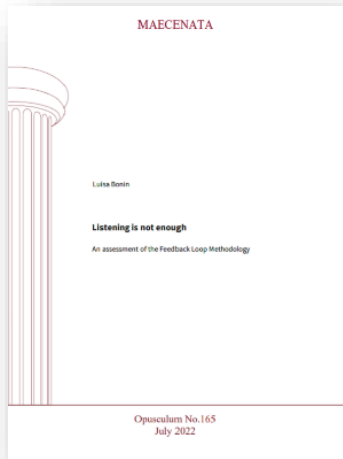 MAECENATA
Luisa Bonin
Listening is not enough
An assessment of the Feedback Loop Methodology
Opusculum No.165
July 2022